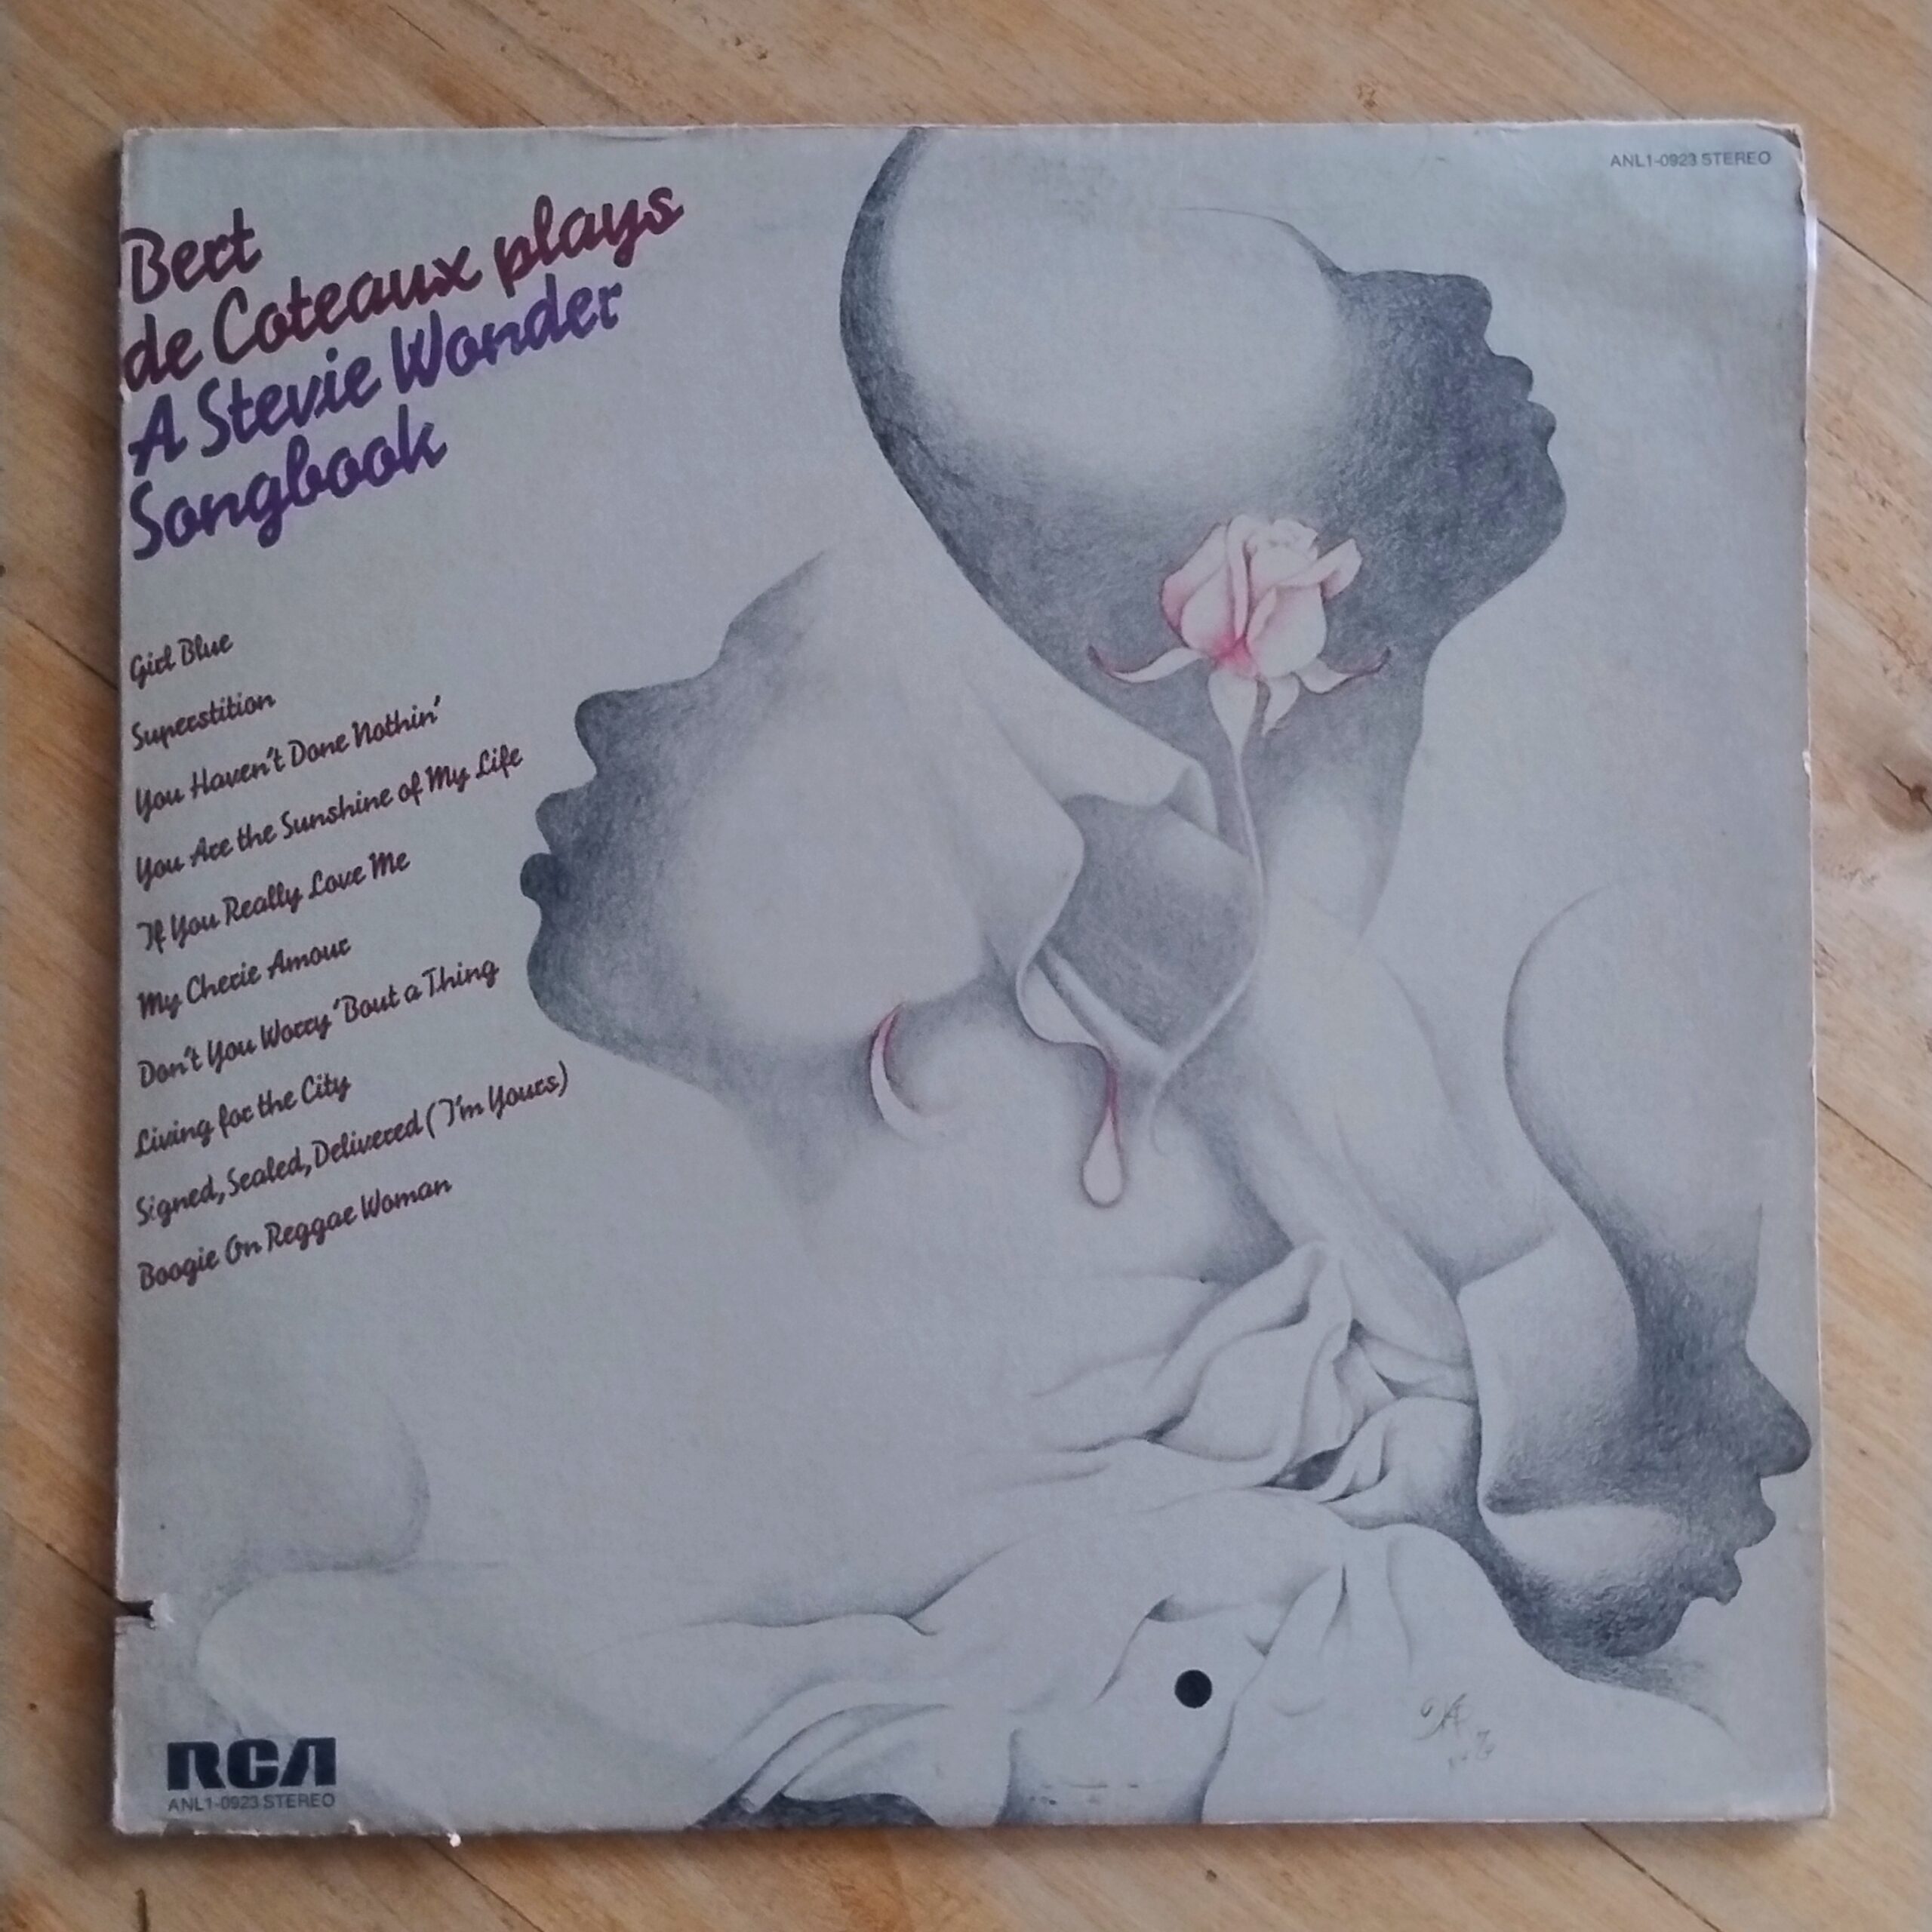 ANL1-0923 STEREO
Bert
de Coteaux plays
A Stevie Wonder
Songbook
Girl Blue
Superstition
You Haven't Done Nothin'
You Are the Sunshine of My Life
If You Really Love Me
My Cherie Amour
Don't You Worry 'Bout a Thing
Living for the City
Signed, Sealed, Delivered (I'm Yours)
Boogie On Reggae Woman
RCA
ANL1-0923 STEREO